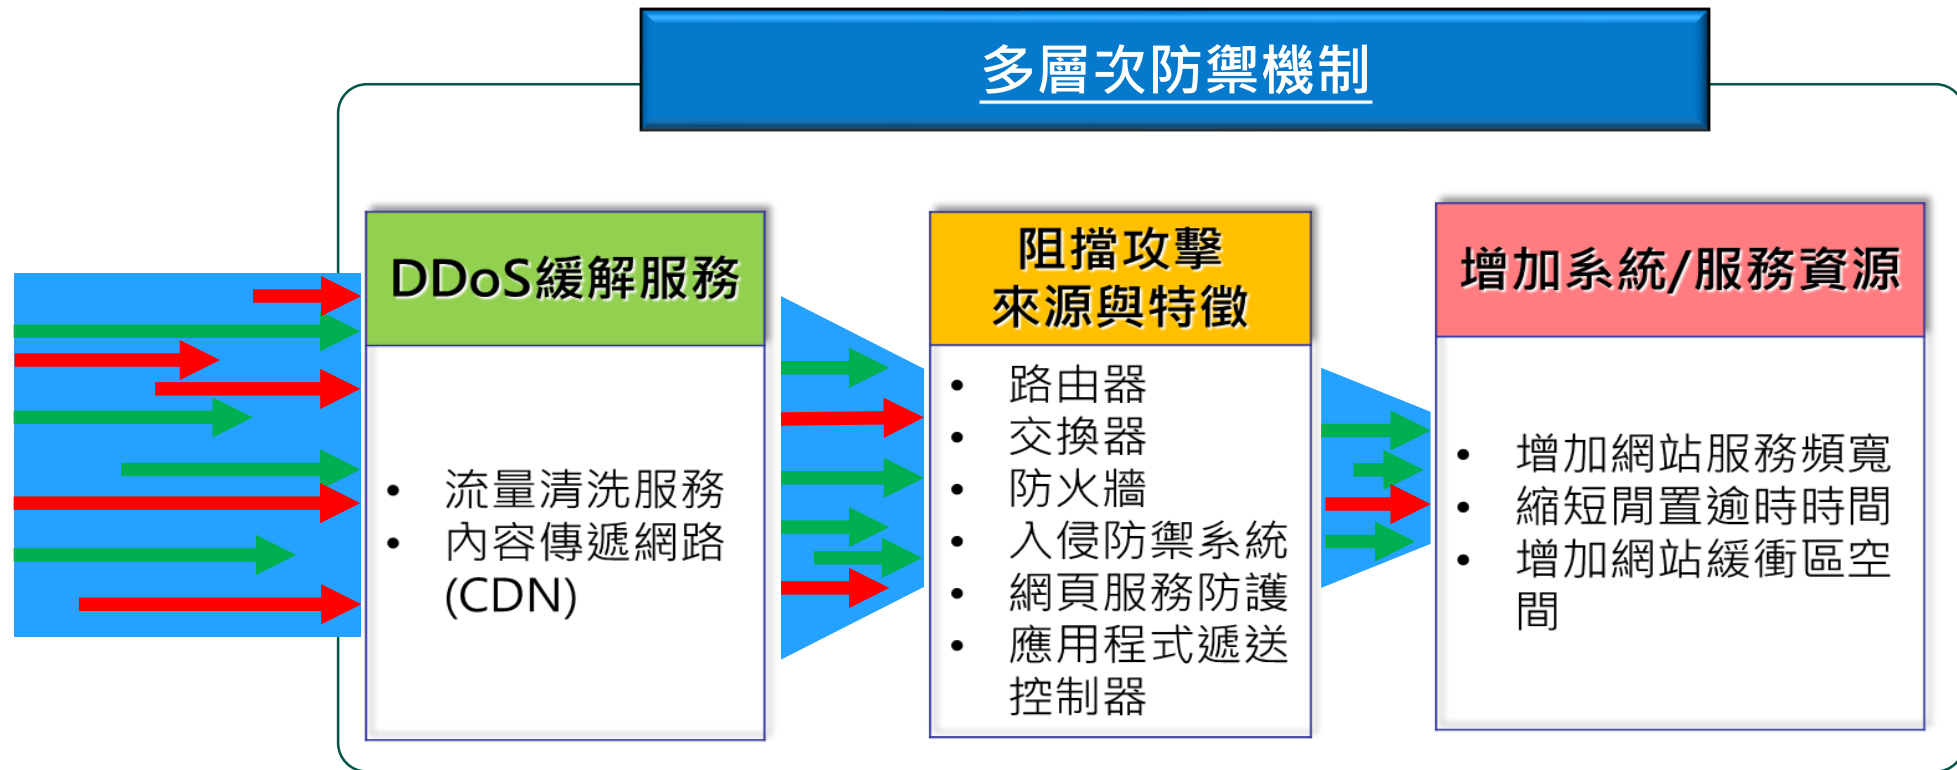 多層次防禦機制
DDoS緩解服務
• 流量清洗服務
• 內容傳遞網路
(CDN)
阻擋攻擊
來源與特徵
• 路由器
• 交換器
• 防火牆
• 入侵防禦系統
• 網頁服務防護
• 應用程式遞送
控制器
增加系統/服務資源
• 增加網站服務頻寬
• 縮短閒置逾時時間
• 增加網站緩衝區空
間